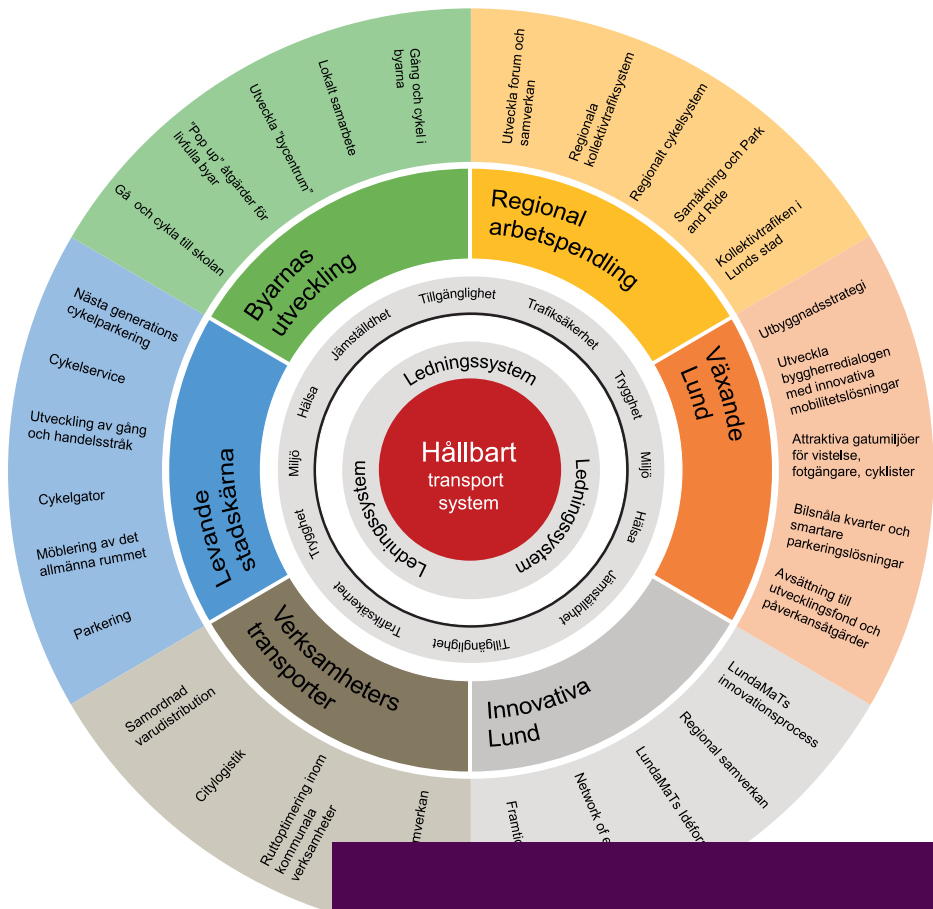 Gå och cykla till skolan
"Pop up" åtgärder för
livfulla byar
Utveckla "bycentrum"
Lokalt samarbete
Gång och cykel i
byarna
Utveckla forum och
samverkan
Regionala
kollektivtrafiksystem
Regionalt cykelsystem
Samåkning och Park
and Ride
Kollektivtrafiken i
Lunds stad
Utbyggnadsstrategi
Utveckla
byggherredialogen
med innovativa
mobilitetslösningar
Attraktiva gatumiljöer
för vistelse,
fotgängare, cyklister
Bilsnåla kvarter och
smartare
parkeringslösningar
Avsättning till
utvecklingsfond och
påverkansåtgärder
LundaMaTs
innovationsprocess
Regional samverkan
LundaMaTs
Network of
Ruttoptimering inom
kommunala
verksamheter
Citylogistik
Samordnad
varudistribution
Parkering
Möblering av det
allmänna rummet
Cykelgator
Utveckling av gång
och handelsstråk
Cykelservice
Nästa generations
cykelparkering
Byarnas
utveckling
Regional
arbetspendling
Växande
Lund
Innovativa
Lund
Verksamheters
transporter
Levande
stadskärna
Tillgänglighet
Trafiksäkerhet
Trygghet
Miljö
Hälsa
Jämställdhet
Tillgänglighet
Trafiksäkerhet
Trygghet
Miljö
Hälsa
Jämställdhet
Ledningssystem
Ledningssystem
Ledningssystem
Hållbart
transport
system